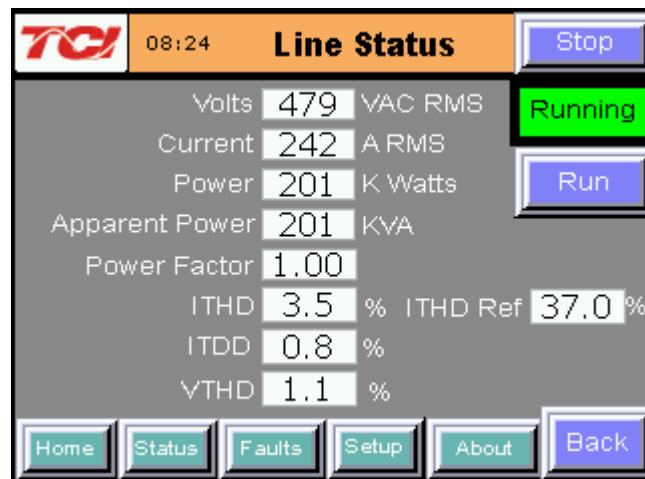 TCI 08:24 Line Status Stop
Volts 479 VAC RMS Running
Current 242 A RMS
Power 201 K Watts Run
Apparent Power 201 KVA
Power Factor 1.00
ITHD 3.5 % ITHD Ref 37.0 %
ITDD 0.8 %
VTHD 1.1 %
Home Status Faults Setup About Back